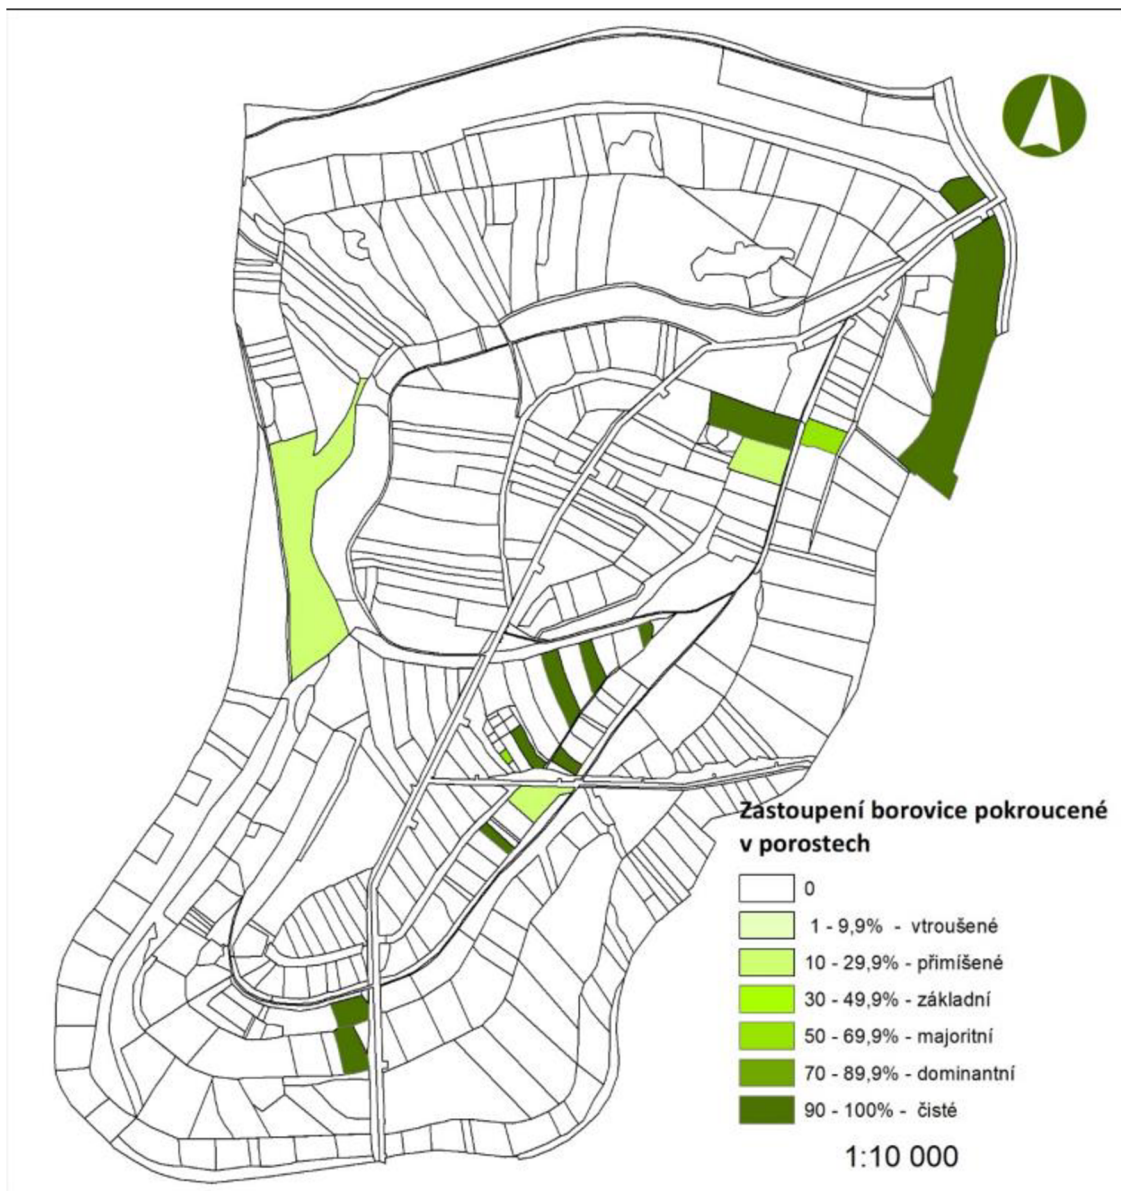 Zastoupení borovice pokroucené
v porostech
0
1 - 9,9% - vtroušené
10 - 29,9% - přimíšené
30 - 49,9% - základní
50 - 69,9% - majoritní
70 - 89,9% - dominantní
90 - 100% - čisté
1:10 000